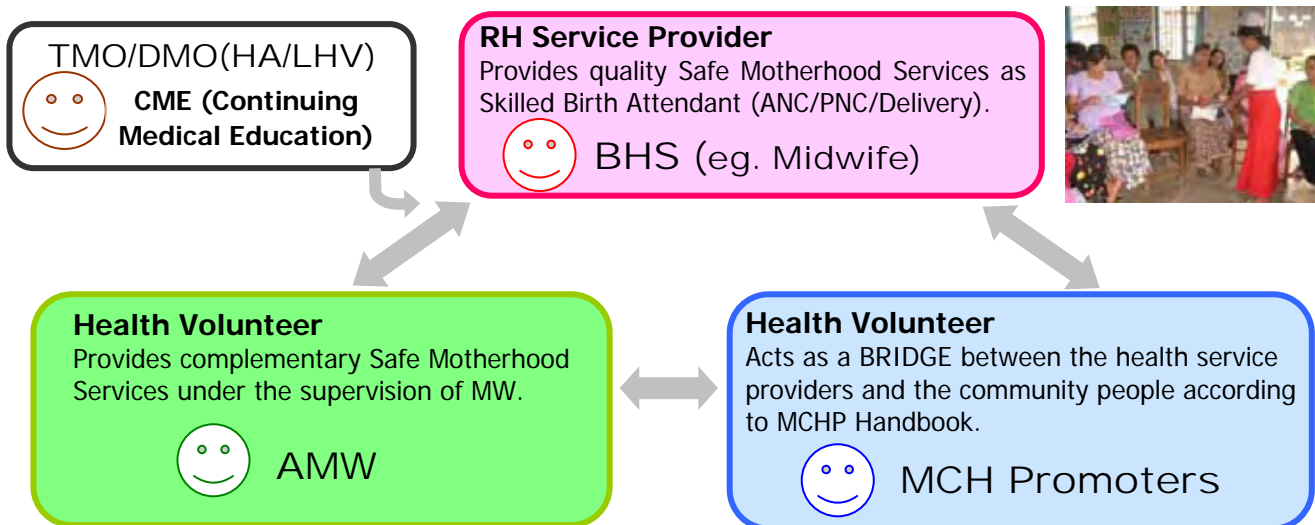 TMO/DMO(HA/LHV)
CME (Continuing
Medical Education)
RH Service Provider
Provides quality Safe Motherhood Services as
Skilled Birth Attendant (ANC/PNC/Delivery).
BHS (eg. Midwife)
Health Volunteer
Provides complementary Safe Motherhood
Services under the supervision of MW.
AMW
Health Volunteer
Acts as a BRIDGE between the health service
providers and the community people according
to MCHP Handbook.
MCH Promoters